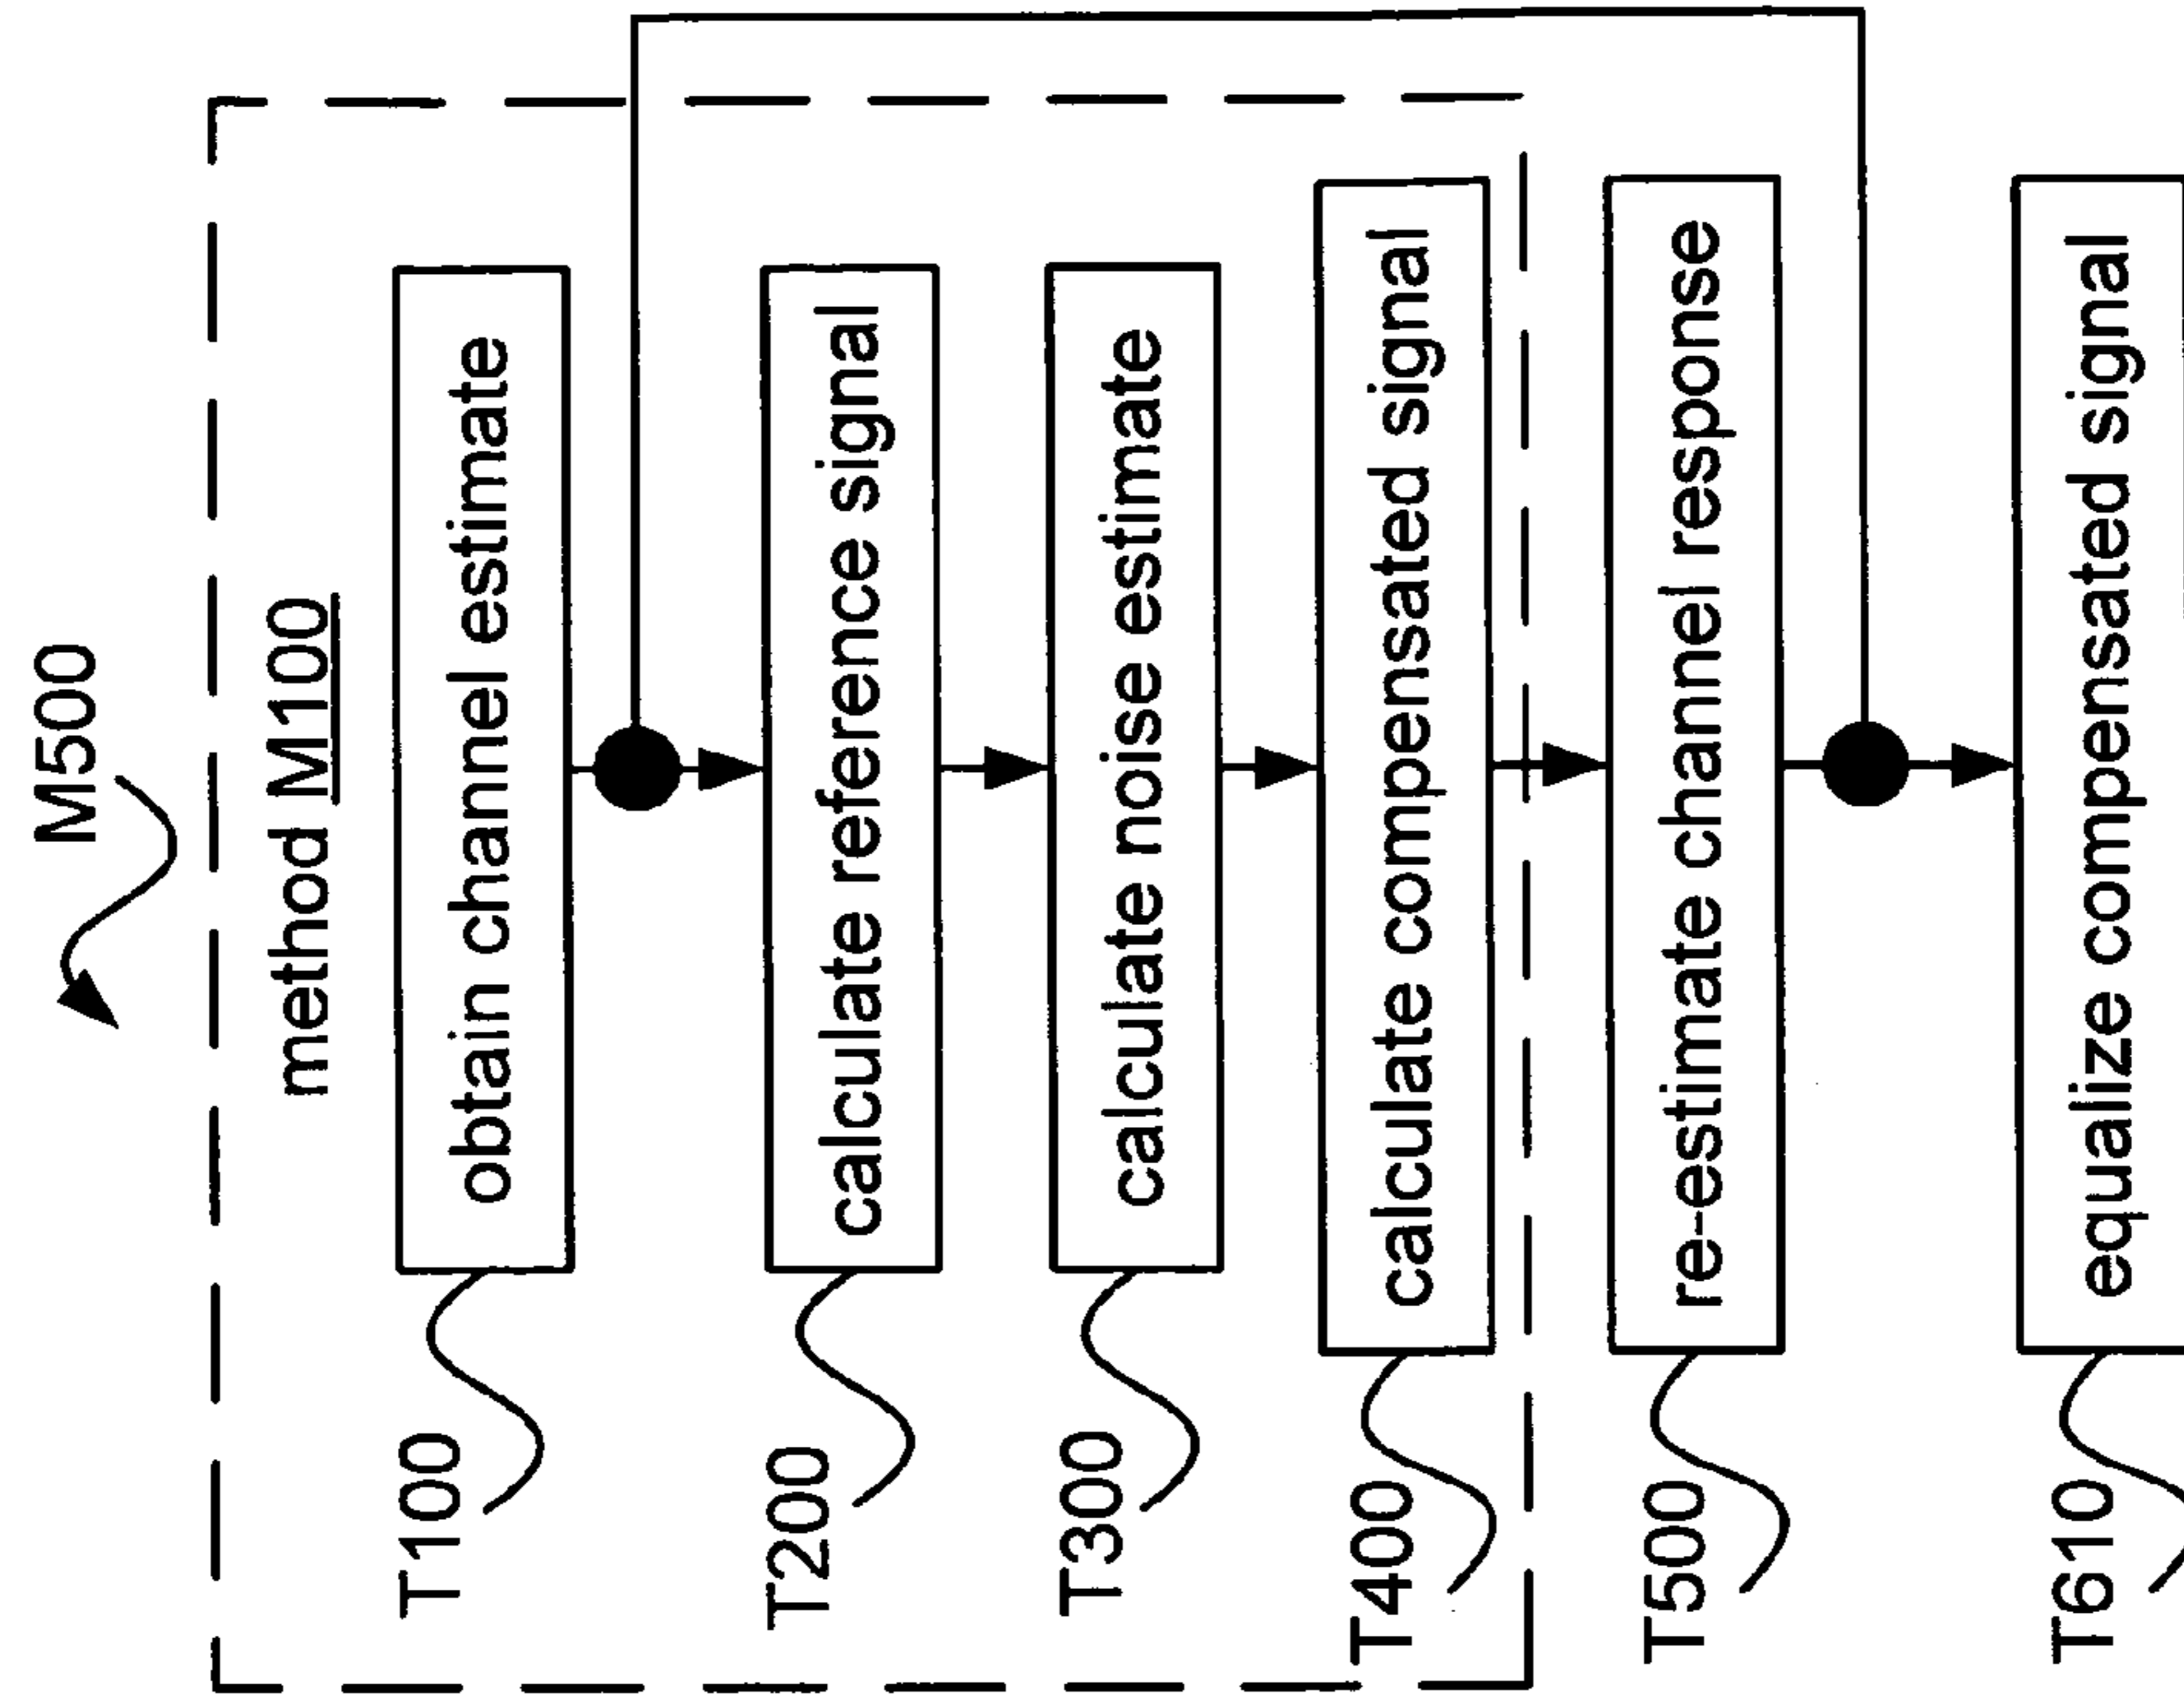 M500
method M100
T100
obtain channel estimate
T200
calculate reference signal
T300
calculate noise estimate
T400
calculate compensated signal
T500
re-estimate channel response
T610
equalize compensated signal